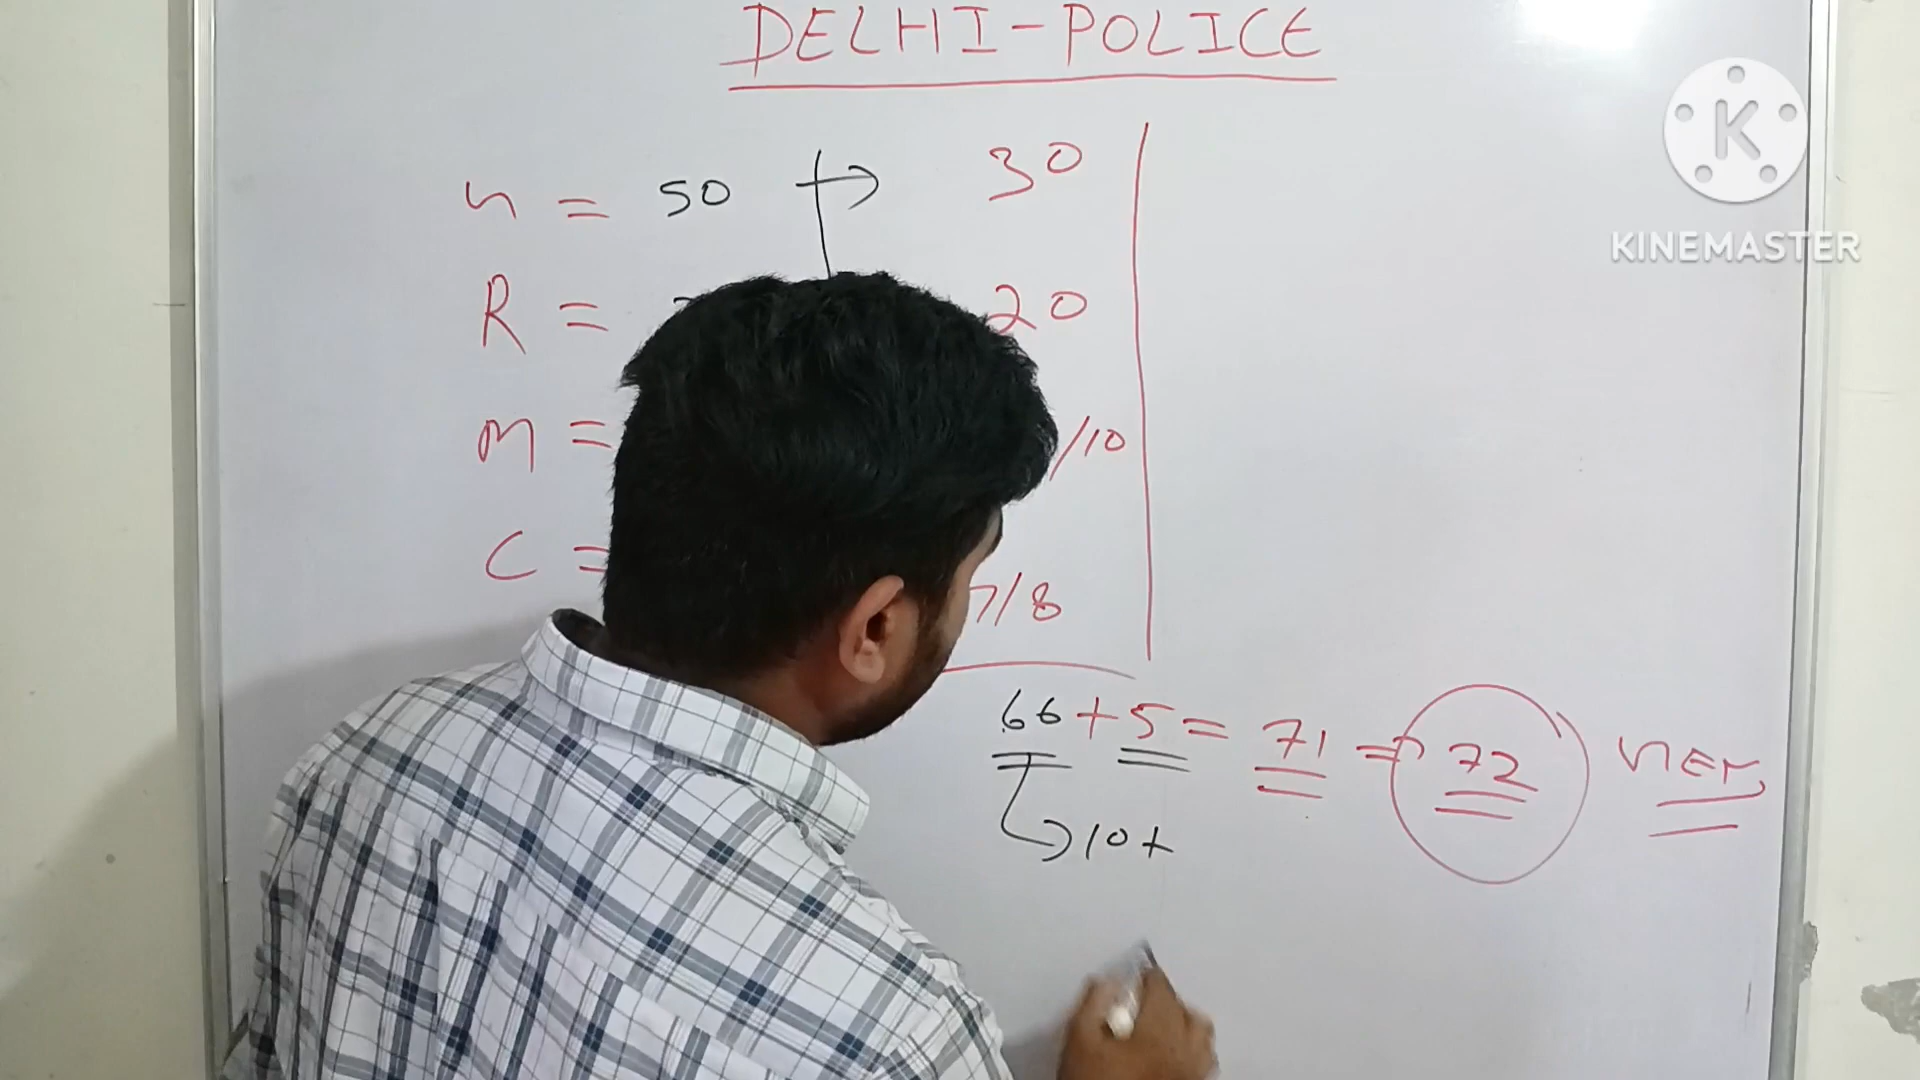 DELHI-POLICE
K
KINEMASTER
n = 50 → 30
R = 20
m = /10
C = 7/8
66 + 5 = 71 = 72
10+